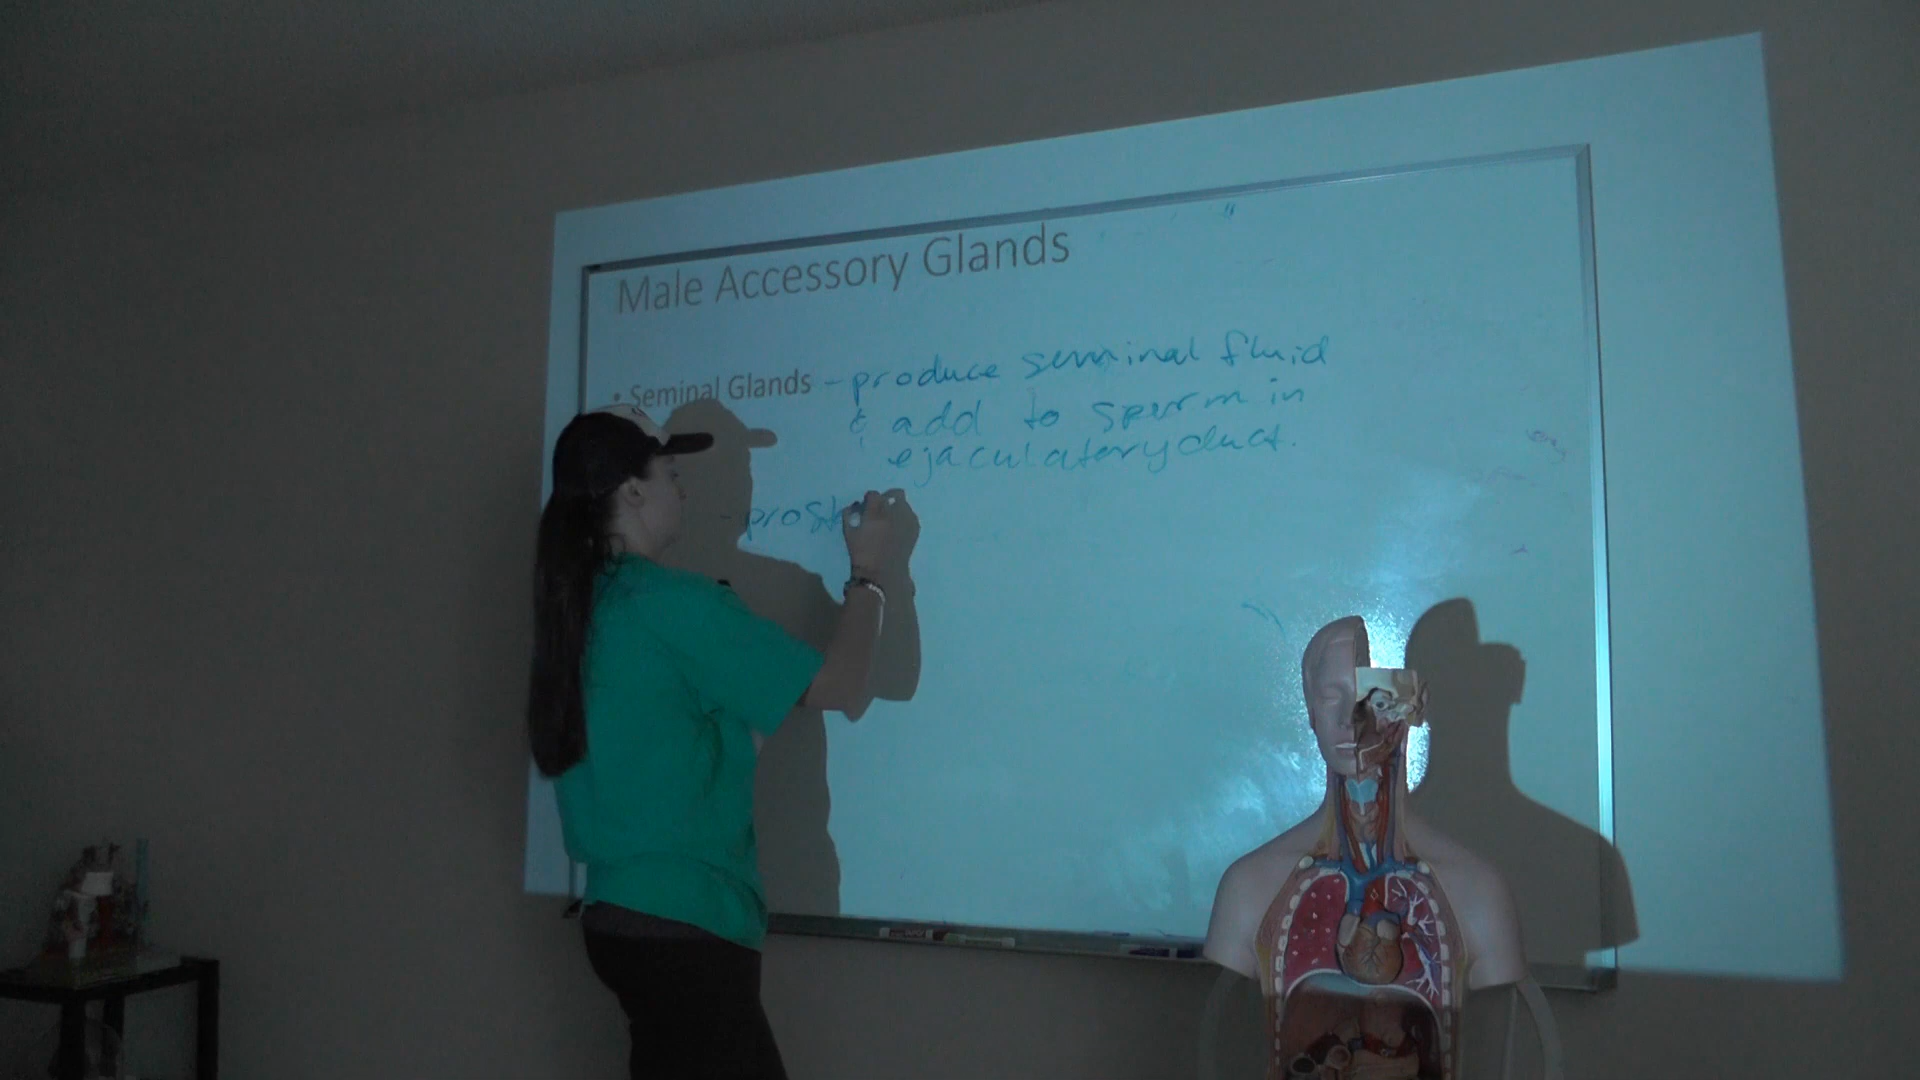 Male Accessory Glands
• Seminal Glands - produce seminal fluid
& add to sperm in
ejaculatory duct.
- prost